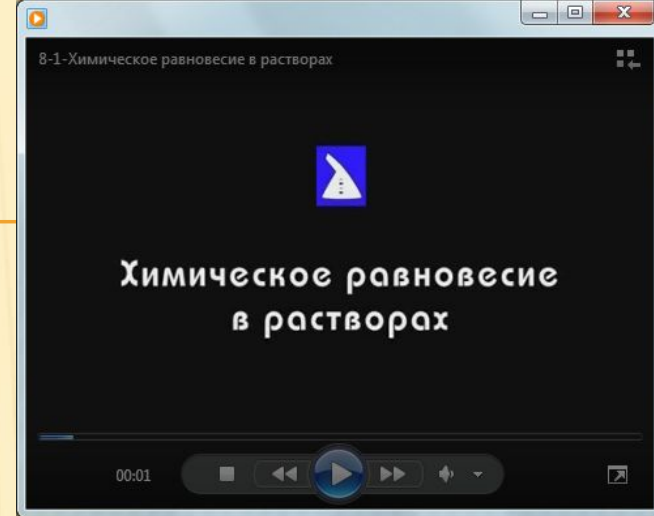 8-1-Химическое равновесие в растворах
Химическое равновесие
в растворах
00:01